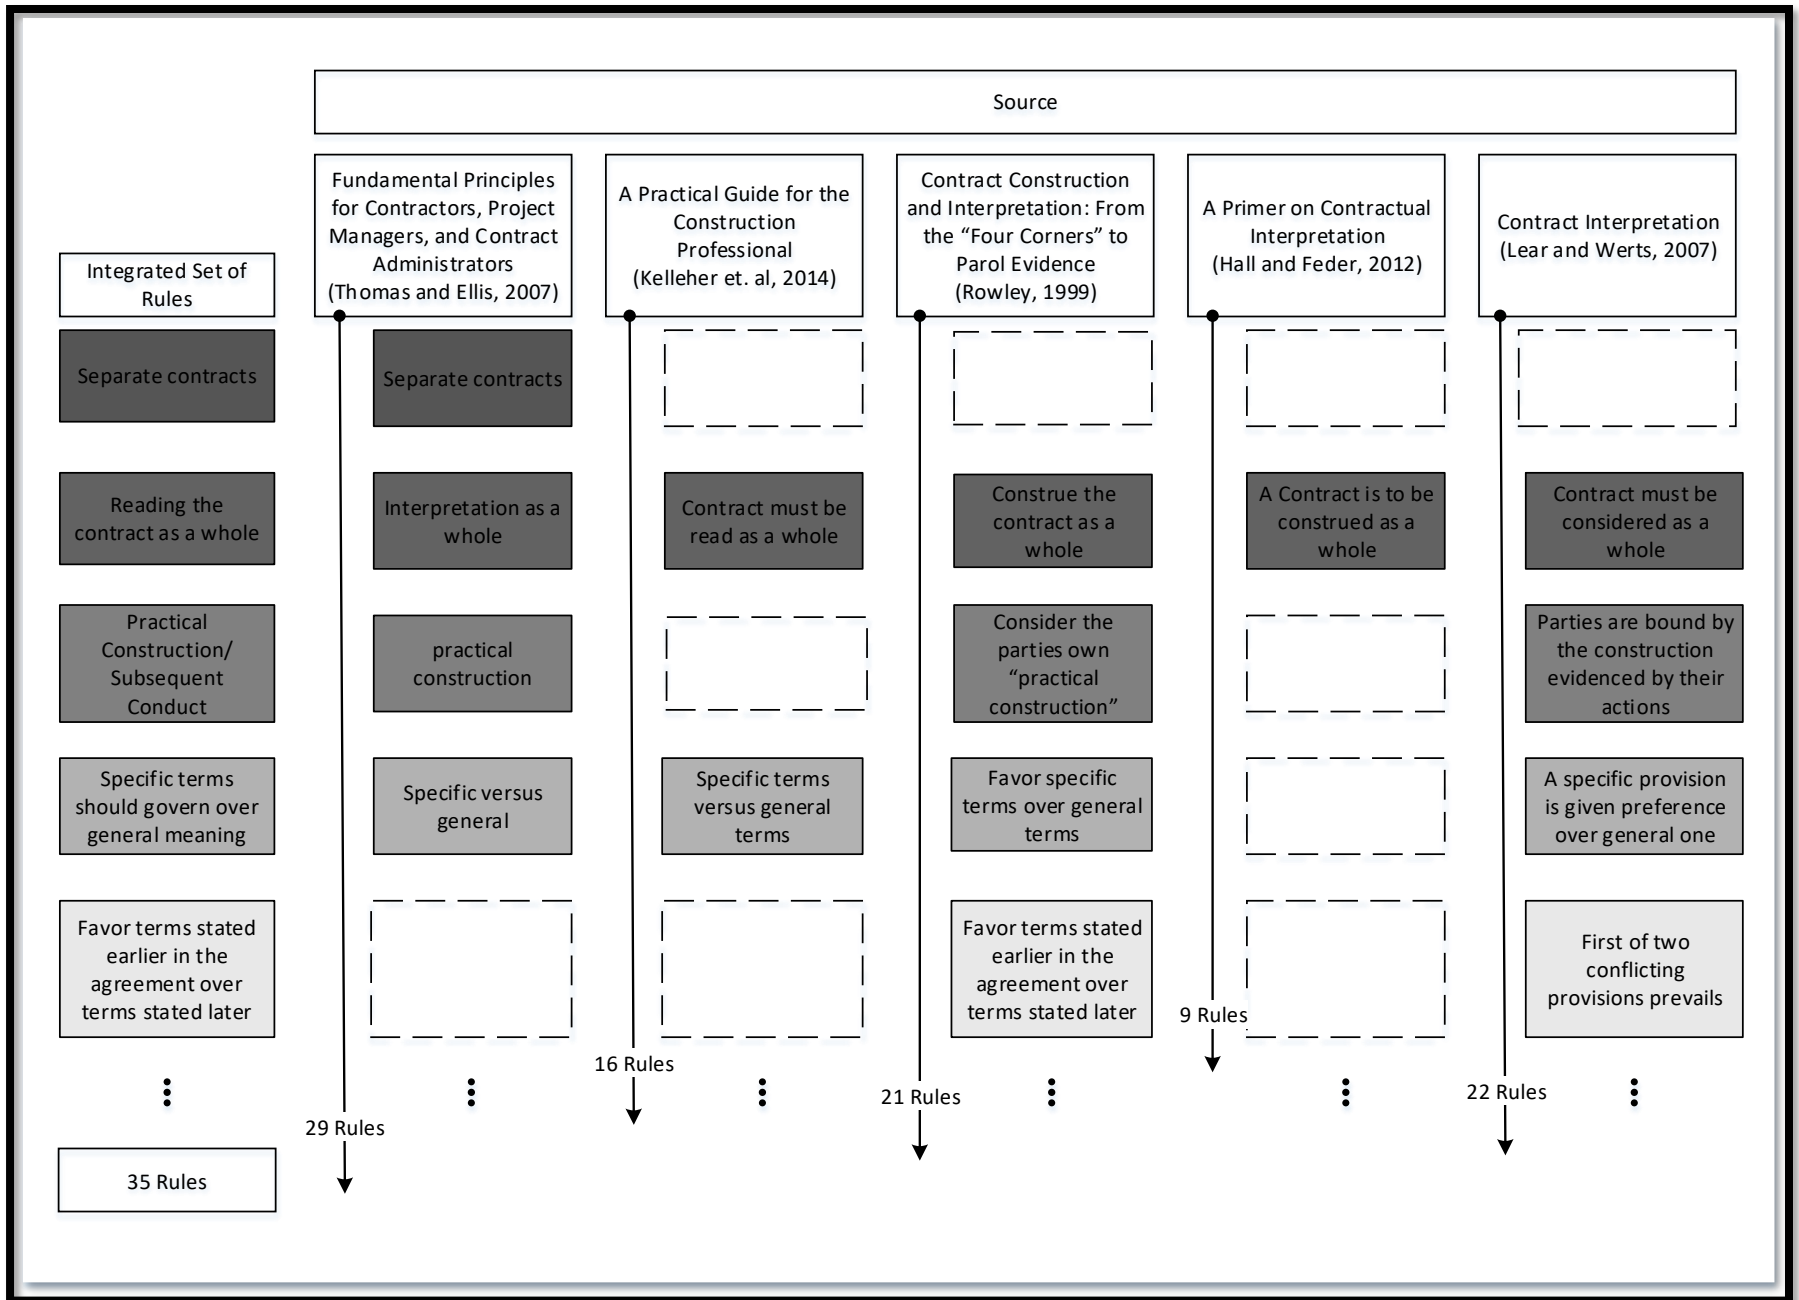 Source
Fundamental Principles
for Contractors, Project
Managers, and Contract
Administrators
(Thomas and Ellis, 2007)
A Practical Guide for the
Construction
Professional
(Kelleher et. al, 2014)
Contract Construction
and Interpretation: From
the “Four Corners” to
Parol Evidence
(Rowley, 1999)
A Primer on Contractual
Interpretation
(Hall and Feder, 2012)
Contract Interpretation
(Lear and Werts, 2007)
Integrated Set of
Rules
Separate contracts
Separate contracts
Reading the
contract as a whole
Interpretation as a
whole
Contract must be
read as a whole
Construe the
contract as a
whole
A Contract is to be
construed as a
whole
Contract must be
considered as a
whole
Practical
Construction/
Subsequent
Conduct
practical
construction
Consider the
parties own
“practical
construction”
Parties are bound by
the construction
evidenced by their
actions
Specific terms
should govern over
general meaning
Specific versus
general
Specific terms
versus general
terms
Favor specific
terms over general
terms
A specific provision
is given preference
over general one
Favor terms stated
earlier in the
agreement over
terms stated later
Favor terms stated
earlier in the
agreement over
terms stated later
First of two
conflicting
provisions prevails
9 Rules
16 Rules
21 Rules
22 Rules
29 Rules
35 Rules